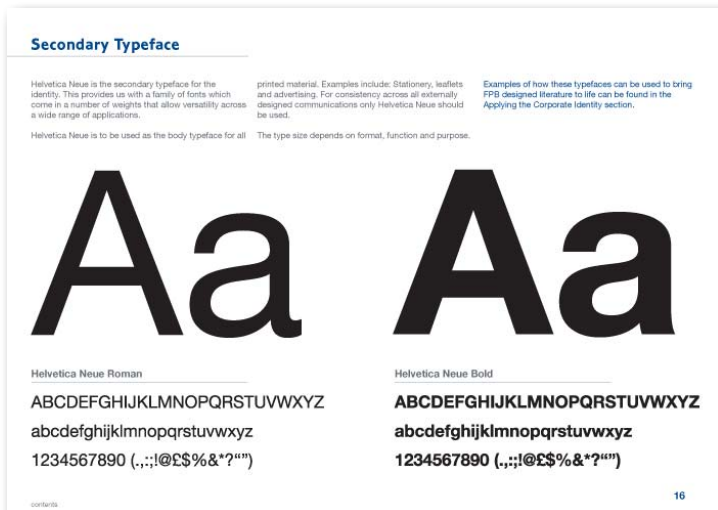 Secondary Typeface
Helvetica Neue is the secondary typeface for the
identity. This provides us with a family of fonts which
come in a number of weights that allow versatility across
a wide range of applications.
Helvetica Neue is to be used as the body typeface for all
printed material. Examples include: Stationery, leaflets
and advertising. For consistency across all externally
designed communications only Helvetica Neue should
be used.
The type size depends on format, function and purpose.
Examples of how these typefaces can be used to bring
FPB designed literature to life can be found in the
Applying the Corporate Identity section.
Aa
Helvetica Neue Roman
ABCDEFGHIJKLMNOPQRSTUVWXYZ
abcdefghijklmnopqrstuvwxyz
1234567890 (.,:;!@£$%&*?“”)
Aa
Helvetica Neue Bold
ABCDEFGHIJKLMNOPQRSTUVWXYZ
abcdefghijklmnopqrstuvwxyz
1234567890 (.,:;!@£$%&*?“”)
contents
16